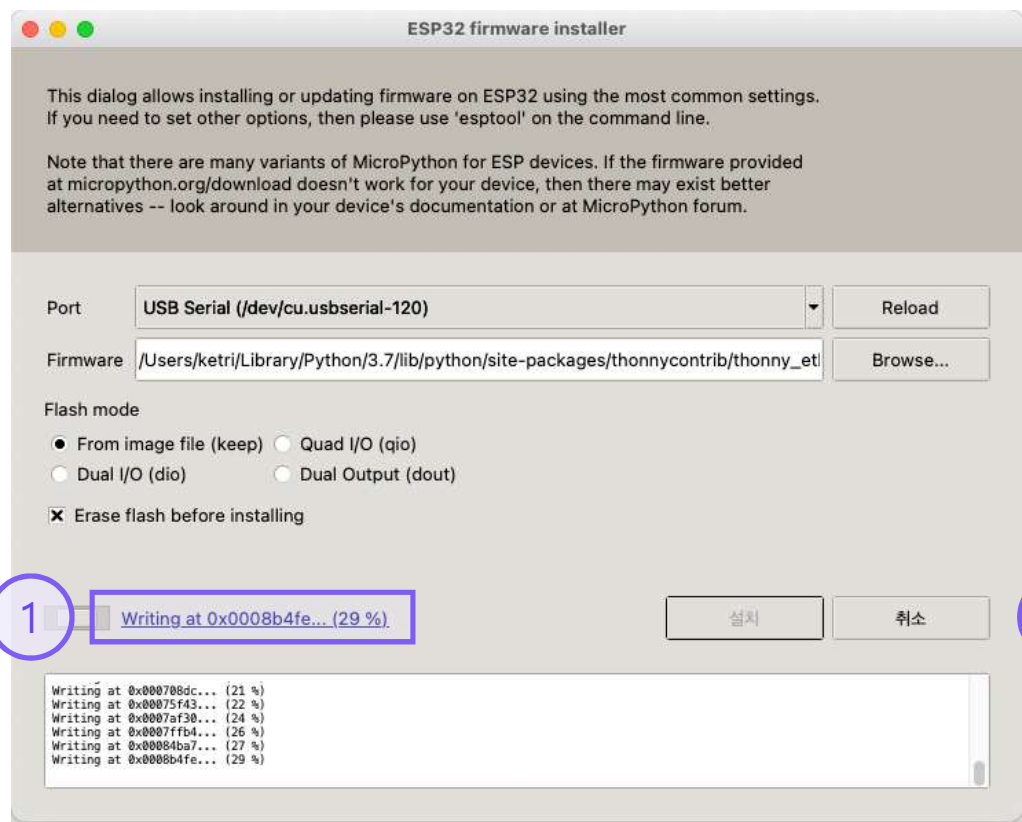 ESP32 firmware installer
This dialog allows installing or updating firmware on ESP32 using the most common settings.
If you need to set other options, then please use 'esptool' on the command line.
Note that there are many variants of MicroPython for ESP devices. If the firmware provided
at micropython.org/download doesn't work for your device, then there may exist better
alternatives -- look around in your device's documentation or at MicroPython forum.
Port USB Serial (/dev/cu.usbserial-120) Reload
Firmware /Users/ketri/Library/Python/3.7/lib/python/site-packages/thonnycontrib/thonny_et Browse...
Flash mode
From image file (keep) Quad I/O (qio)
Dual I/O (dio) Dual Output (dout)
Erase flash before installing
1 Writing at 0x0008b4fe... (29 %) 설치 취소
Writing at 0x000708dc... (21 %)
Writing at 0x00075f43... (22 %)
Writing at 0x0007af30... (24 %)
Writing at 0x0007ffb4... (26 %)
Writing at 0x00084ba7... (27 %)
Writing at 0x0008b4fe... (29 %)